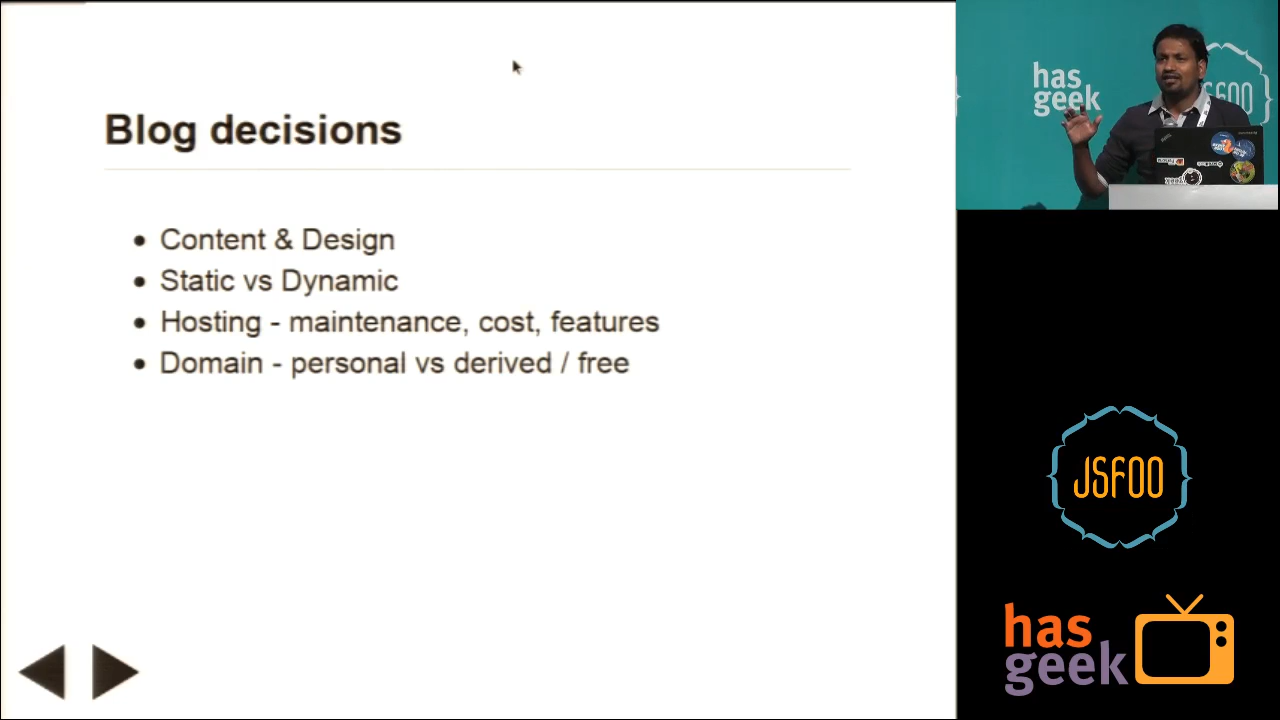 Blog decisions
Content & Design
Static vs Dynamic
Hosting - maintenance, cost, features
Domain - personal vs derived / free
has
geek
JSFOO
has
geek